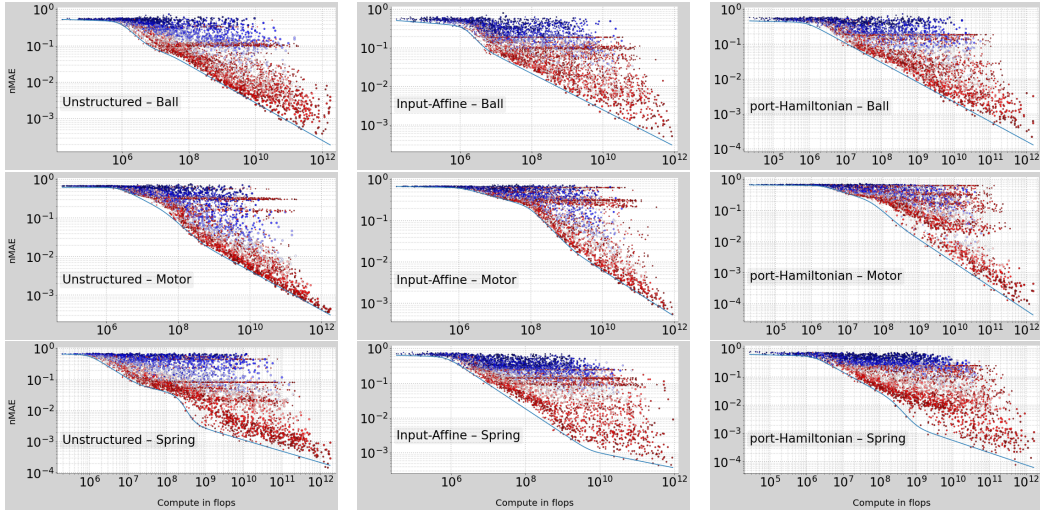 10⁰
10⁻¹
10⁻²
10⁻³
nMAE
Unstructured – Ball
10⁶ 10⁸ 10¹⁰ 10¹²
10⁰
10⁻¹
10⁻²
10⁻³
Input-Affine – Ball
10⁶ 10⁸ 10¹⁰ 10¹²
10⁰
10⁻¹
10⁻²
10⁻³
10⁻⁴
port-Hamiltonian – Ball
10⁵ 10⁶ 10⁷ 10⁸ 10⁹ 10¹⁰ 10¹¹ 10¹²
10⁰
10⁻¹
10⁻²
10⁻³
nMAE
Unstructured – Motor
10⁶ 10⁸ 10¹⁰ 10¹²
10⁰
10⁻¹
10⁻²
10⁻³
Input-Affine – Motor
10⁶ 10⁸ 10¹⁰ 10¹²
10⁰
10⁻¹
10⁻²
10⁻³
10⁻⁴
port-Hamiltonian – Motor
10⁵ 10⁶ 10⁷ 10⁸ 10⁹ 10¹⁰ 10¹¹ 10¹²
10⁰
10⁻¹
10⁻²
10⁻³
10⁻⁴
nMAE
Unstructured – Spring
10⁶ 10⁷ 10⁸ 10⁹ 10¹⁰ 10¹¹ 10¹²
Compute in flops
10⁰
10⁻¹
10⁻²
10⁻³
Input-Affine – Spring
10⁶ 10⁸ 10¹⁰ 10¹²
Compute in flops
10⁰
10⁻¹
10⁻²
10⁻³
10⁻⁴
port-Hamiltonian – Spring
10⁵ 10⁶ 10⁷ 10⁸ 10⁹ 10¹⁰ 10¹¹ 10¹²
Compute in flops